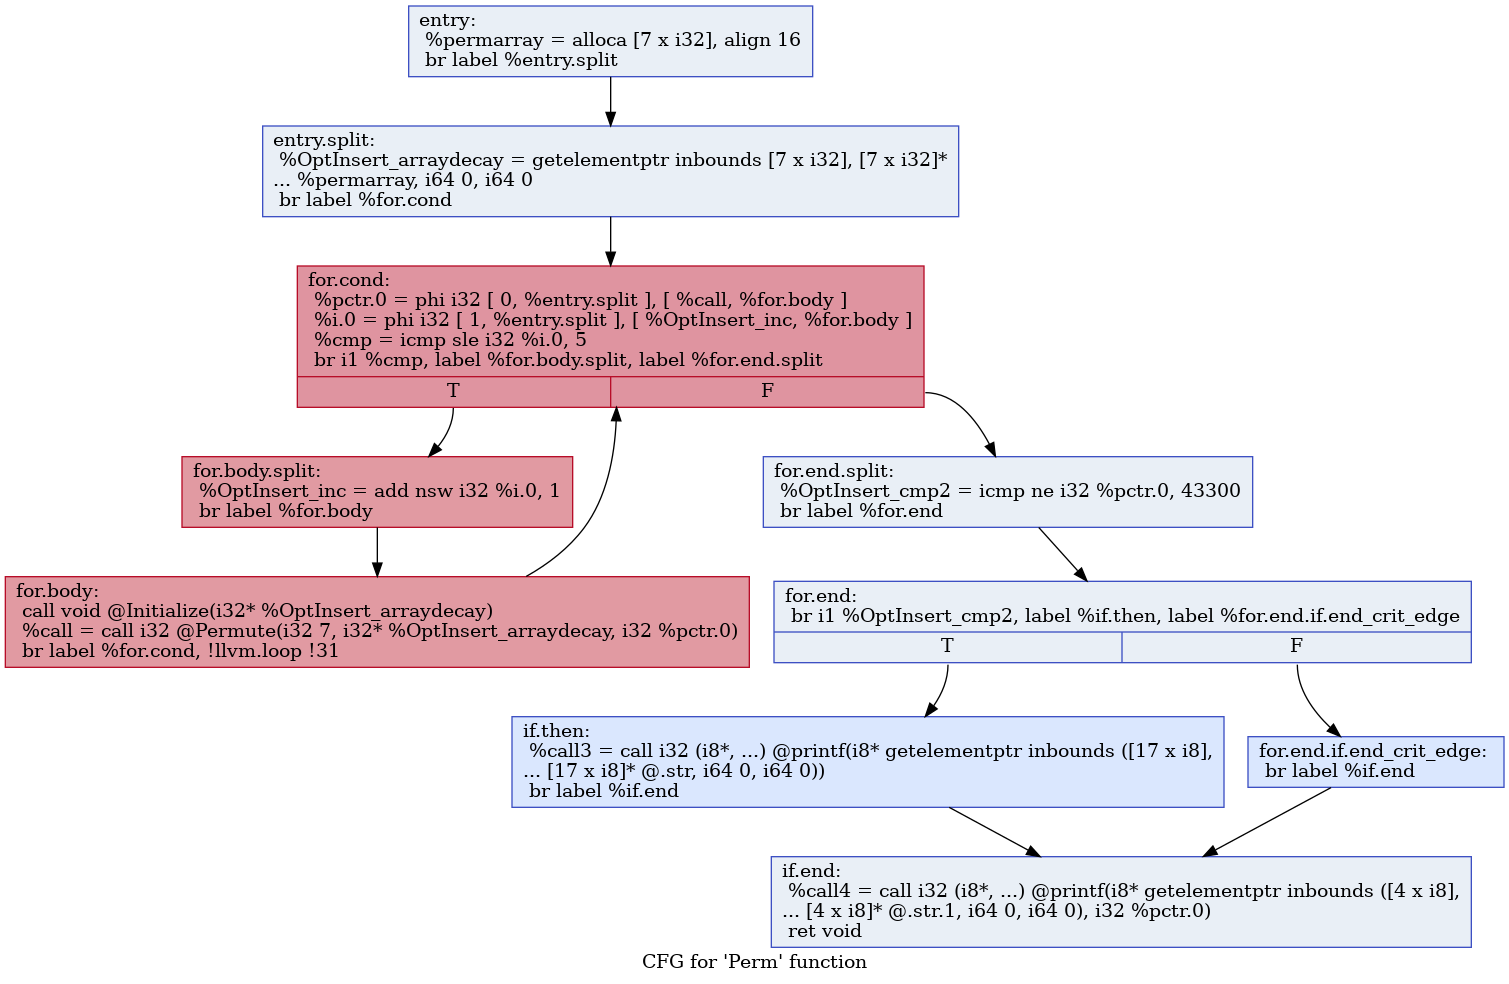 entry:
%permarray = alloca [7 x i32], align 16
br label %entry.split
entry.split:
%OptInsert_arraydecay = getelementptr inbounds [7 x i32], [7 x i32]*
... %permarray, i64 0, i64 0
br label %for.cond
for.cond:
%pctr.0 = phi i32 [ 0, %entry.split ], [ %call, %for.body ]
%i.0 = phi i32 [ 1, %entry.split ], [ %OptInsert_inc, %for.body ]
%cmp = icmp sle i32 %i.0, 5
br i1 %cmp, label %for.body.split, label %for.end.split
T F
for.body.split:
%OptInsert_inc = add nsw i32 %i.0, 1
br label %for.body
for.end.split:
%OptInsert_cmp2 = icmp ne i32 %pctr.0, 43300
br label %for.end
for.body:
call void @Initialize(i32* %OptInsert_arraydecay)
%call = call i32 @Permute(i32 7, i32* %OptInsert_arraydecay, i32 %pctr.0)
br label %for.cond, !llvm.loop !31
for.end:
br i1 %OptInsert_cmp2, label %if.then, label %for.end.if.end_crit_edge
T F
if.then:
%call3 = call i32 (i8*, ...) @printf(i8* getelementptr inbounds ([17 x i8],
... [17 x i8]* @.str, i64 0, i64 0))
br label %if.end
for.end.if.end_crit_edge:
br label %if.end
if.end:
%call4 = call i32 (i8*, ...) @printf(i8* getelementptr inbounds ([4 x i8],
... [4 x i8]* @.str.1, i64 0, i64 0), i32 %pctr.0)
ret void
CFG for 'Perm' function